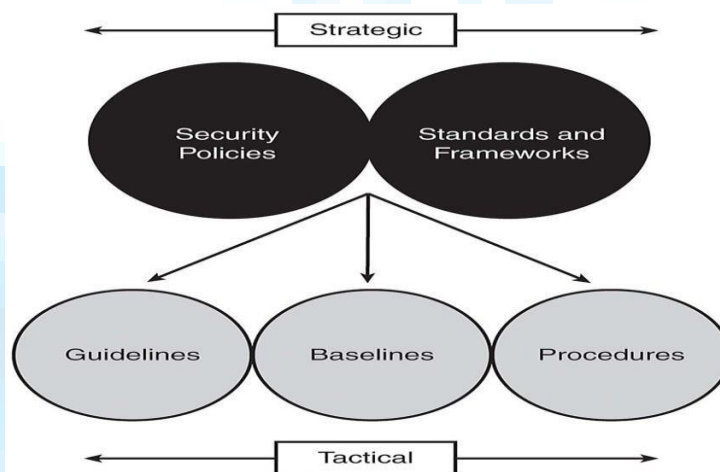 Strategic
Security
Policies
Standards and
Frameworks
Guidelines
Baselines
Procedures
Tactical